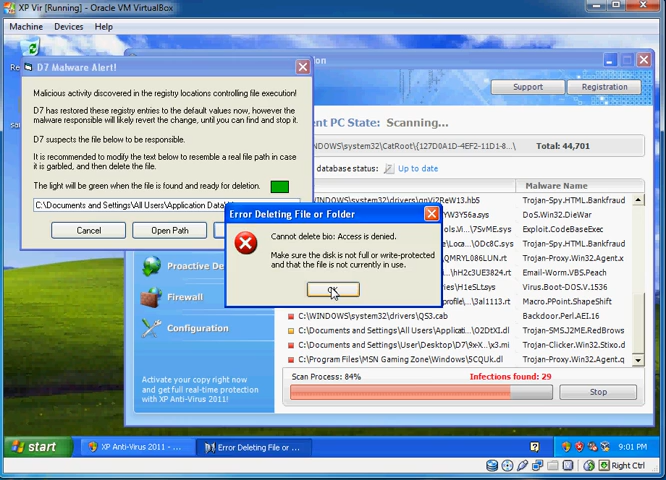 XP Vir [Running] - Oracle VM VirtualBox
Machine Devices Help
D7 Malware Alert!
Malicious activity discovered in the registry locations controlling file execution!
D7 has restored these registry entries to the default values now, however the
malware responsible will likely revert the change, until you can find and stop it.
D7 suspects the file below to be responsible.
It is recommended to modify the text below to resemble a real file path in case
it is garbled, and then delete the file.
The light will be green when the file is found and ready for deletion.
C:\Documents and Settings\All Users\Application Data\
Cancel
Open Path
Support
Registration
PC State: Scanning...
NDOWS\system32\CatRoot\{127D0A1D-4EF2-11D1-8...\
Total: 44,701
database status:
Up to date
Malware Name
Trojan-Spy.HTML.Bankfraud
DoS.Win32.DieWar
Exploit.CodeBaseExec
Trojan-Spy.HTML.Bankfraud
Email-Worm.VBS.Peach
Virus.Boot-DOS.V.1536
Macro.PPoint.ShapeShift
C:\WINDOWS\system32\drivers\QS3.cab
Backdoor.Perl.AEI.16
C:\Documents and Settings\All Users\Applicati...\O2DtXI.dll
Trojan-SMS.J2ME.RedBrows
C:\Documents and Settings\User\Desktop\D7\9xX...\x3.mi
Trojan-Clicker.Win32.Stixo.d
C:\Program Files\MSN Gaming Zone\Windows\5CQUk.dl
Trojan-Proxy.Win32.Agent.q
Error Deleting File or Folder
Cannot delete bio: Access is denied.
Make sure the disk is not full or write-protected
and that the file is not currently in use.
OK
Proactive De
Firewall
Configuration
Activate your copy right now
and get full real-time protection
with XP Anti-Virus 2011!
Scan Process: 84%
Infections found: 29
Stop
start
XP Anti-Virus 2011 - ...
Error Deleting File or ...
9:01 PM
Right Ctrl